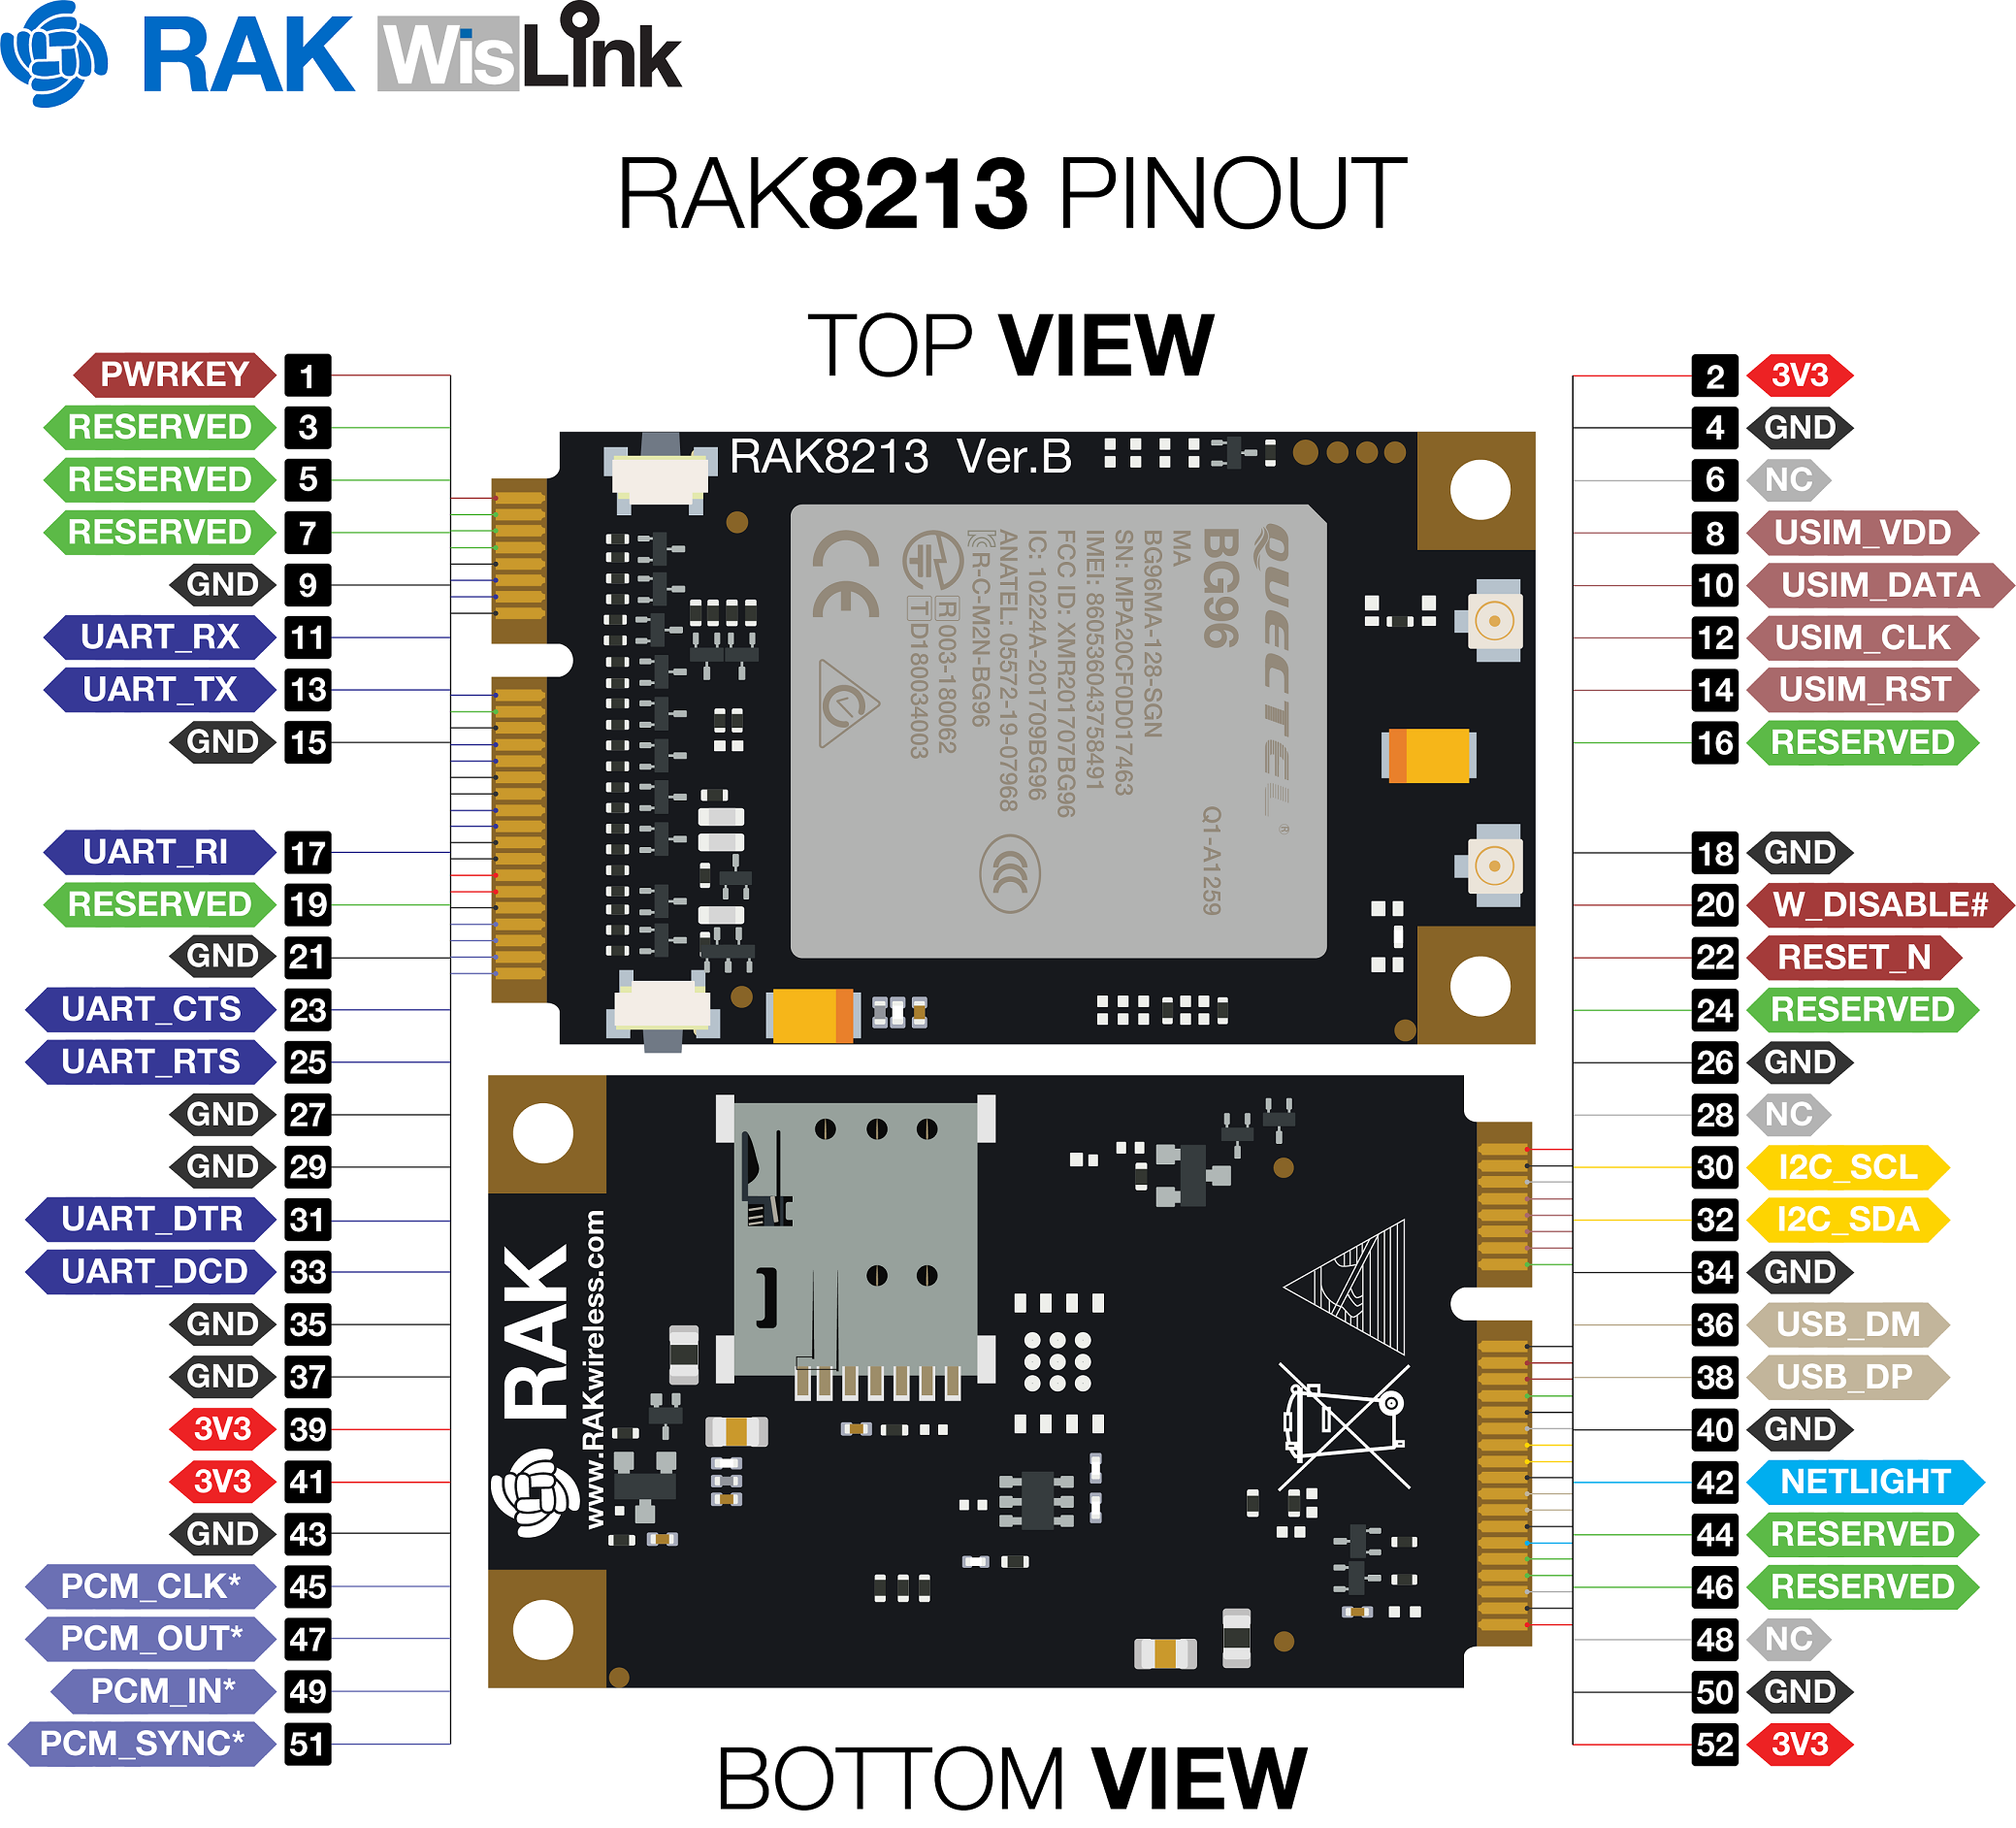 RAK WisLink
RAK8213 PINOUT
TOP VIEW
PWRKEY 1
RESERVED 3
RESERVED 5
RESERVED 7
GND 9
UART_RX 11
UART_TX 13
GND 15
UART_RI 17
RESERVED 19
GND 21
UART_CTS 23
UART_RTS 25
GND 27
GND 29
UART_DTR 31
UART_DCD 33
GND 35
GND 37
3V3 39
3V3 41
GND 43
PCM_CLK* 45
PCM_OUT* 47
PCM_IN* 49
PCM_SYNC* 51
RAK8213 Ver.B
QUECTEL ®
BG96
Q1-A1259
MA
BG96MA-128-SGN
SN: MPA20CF0D017463
IMEI: 860536043758491
FCC ID: XMR201707BG96
IC: 10224A-201709BG96
ANATEL: 05572-19-07968
R-C-M2N-BG96
R 003-180062
T D180034003
CE
RAK
www.RAKwireless.com
2 3V3
4 GND
6 NC
8 USIM_VDD
10 USIM_DATA
12 USIM_CLK
14 USIM_RST
16 RESERVED
18 GND
20 W_DISABLE#
22 RESET_N
24 RESERVED
26 GND
28 NC
30 I2C_SCL
32 I2C_SDA
34 GND
36 USB_DM
38 USB_DP
40 GND
42 NETLIGHT
44 RESERVED
46 RESERVED
48 NC
50 GND
52 3V3
BOTTOM VIEW